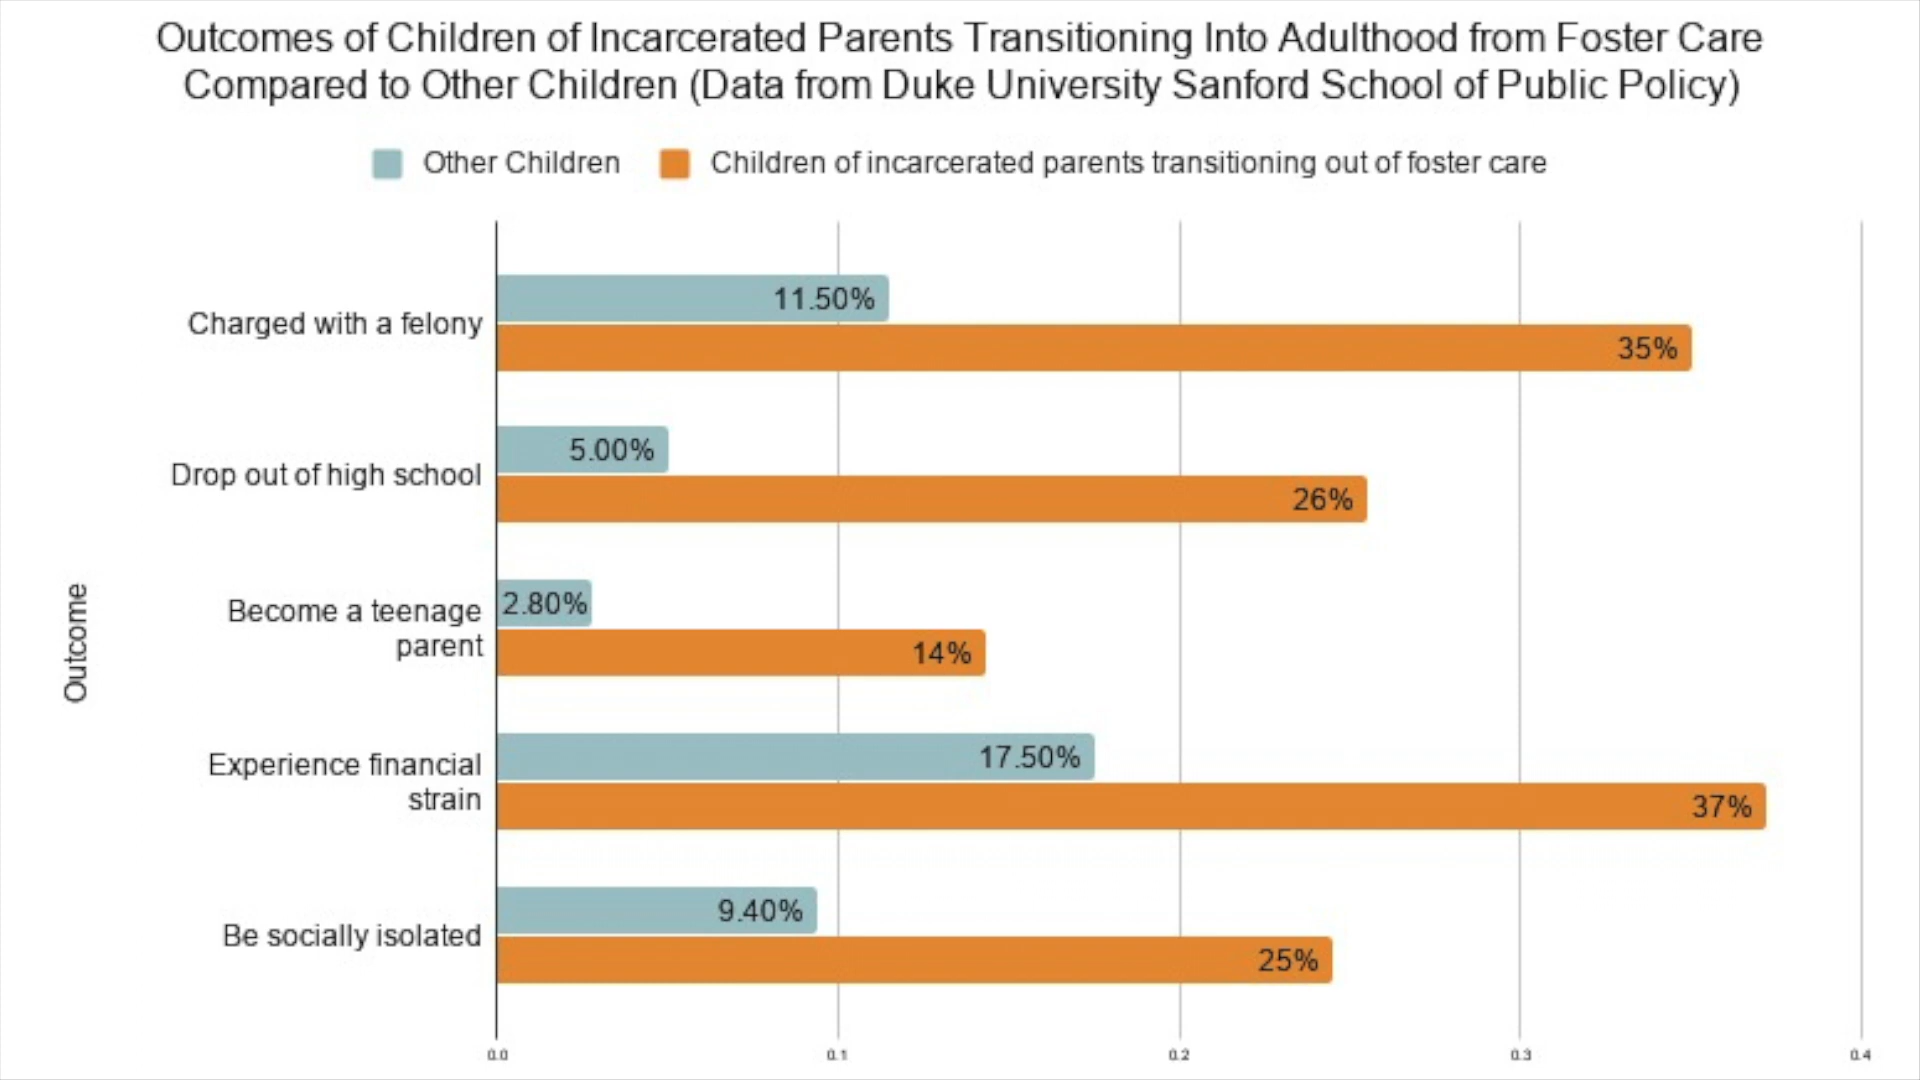 Outcomes of Children of Incarcerated Parents Transitioning Into Adulthood from Foster Care
Compared to Other Children (Data from Duke University Sanford School of Public Policy)
Other Children
Children of incarcerated parents transitioning out of foster care
Charged with a felony
11.50%
35%
Drop out of high school
5.00%
26%
Become a teenage
parent
2.80%
14%
Experience financial
strain
17.50%
37%
Be socially isolated
9.40%
25%
Outcome
0.0
0.1
0.2
0.3
0.4